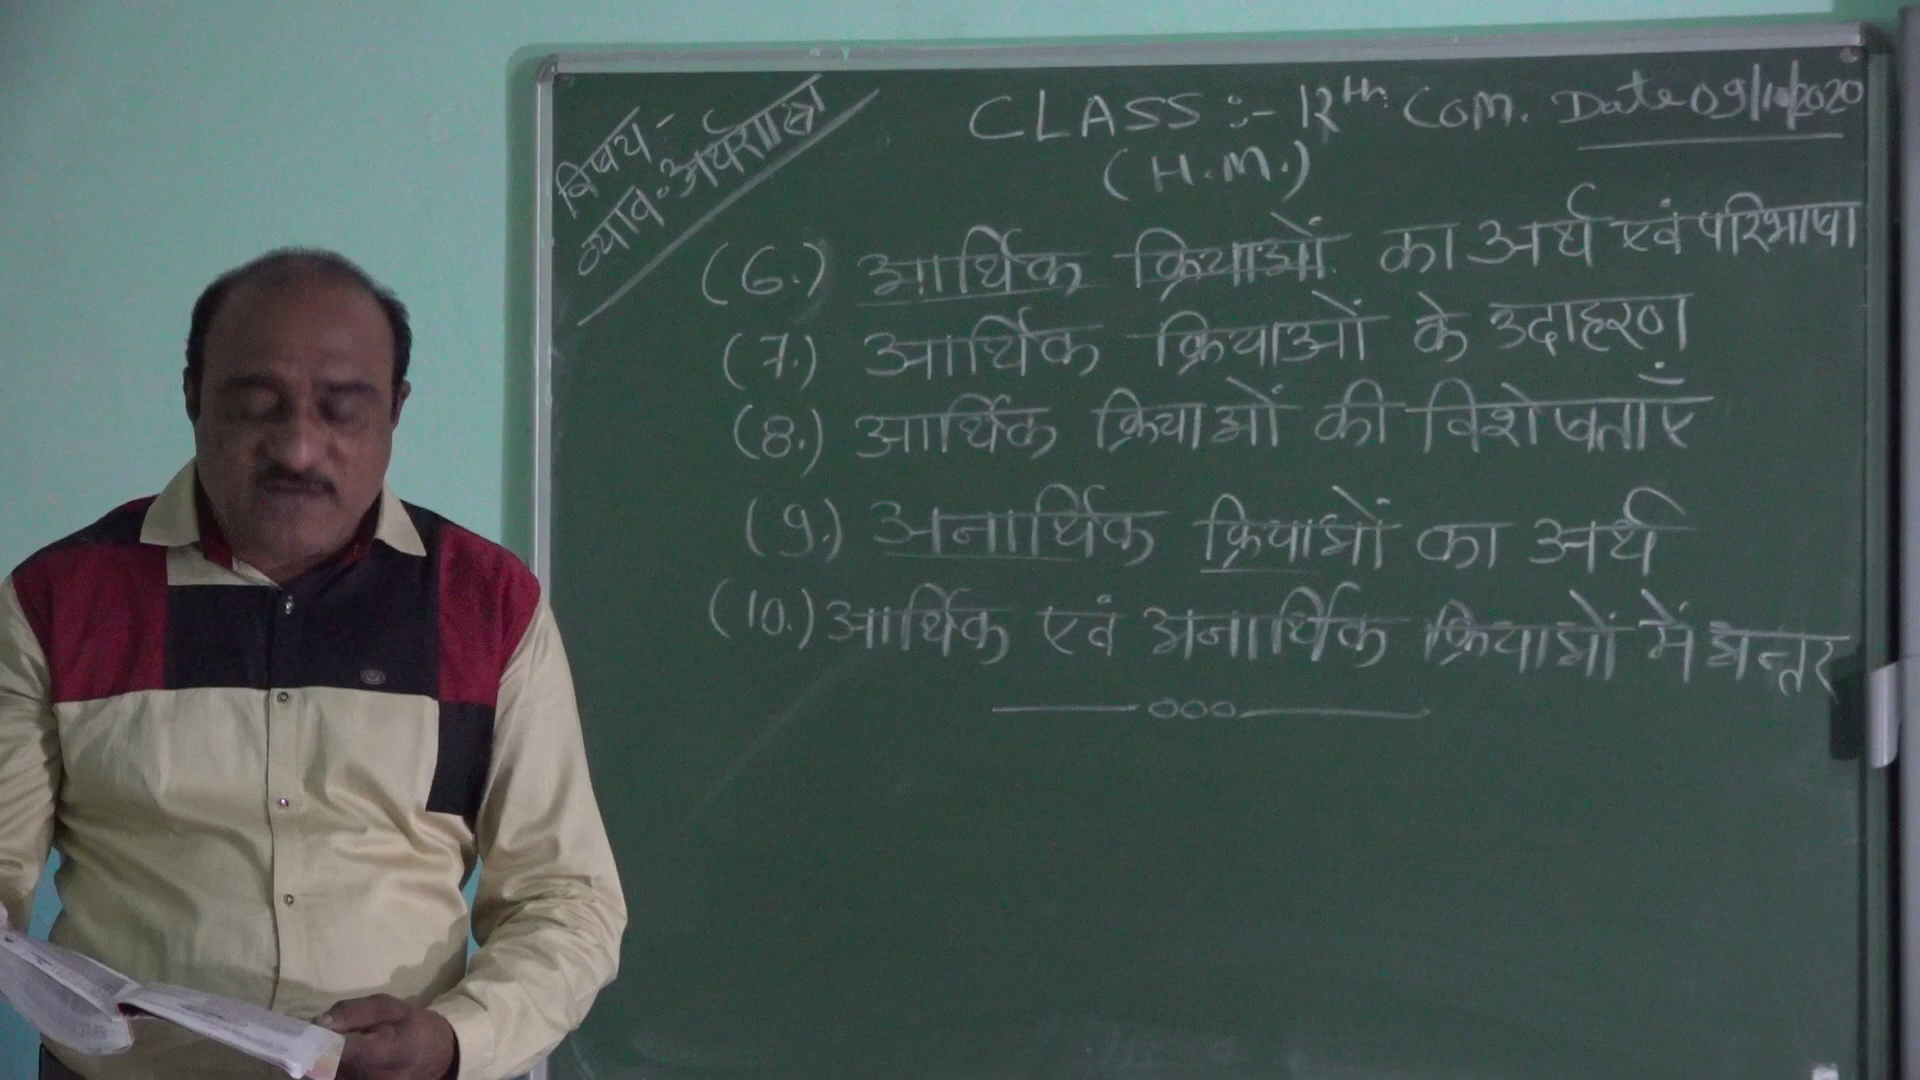 विषय -
व्याव. अर्थशास्त्र
CLASS :- 12th Com. Date 09/10/2020
(H.M.)
(6.) आर्थिक क्रियाओं का अर्थ एवं परिभाषा
(7.) आर्थिक क्रियाओं के उदाहरण
(8.) आर्थिक क्रियाओं की विशेषताएँ
(9.) अनार्थिक क्रियाओं का अर्थ
(10.) आर्थिक एवं अनार्थिक क्रियाओं में अन्तर